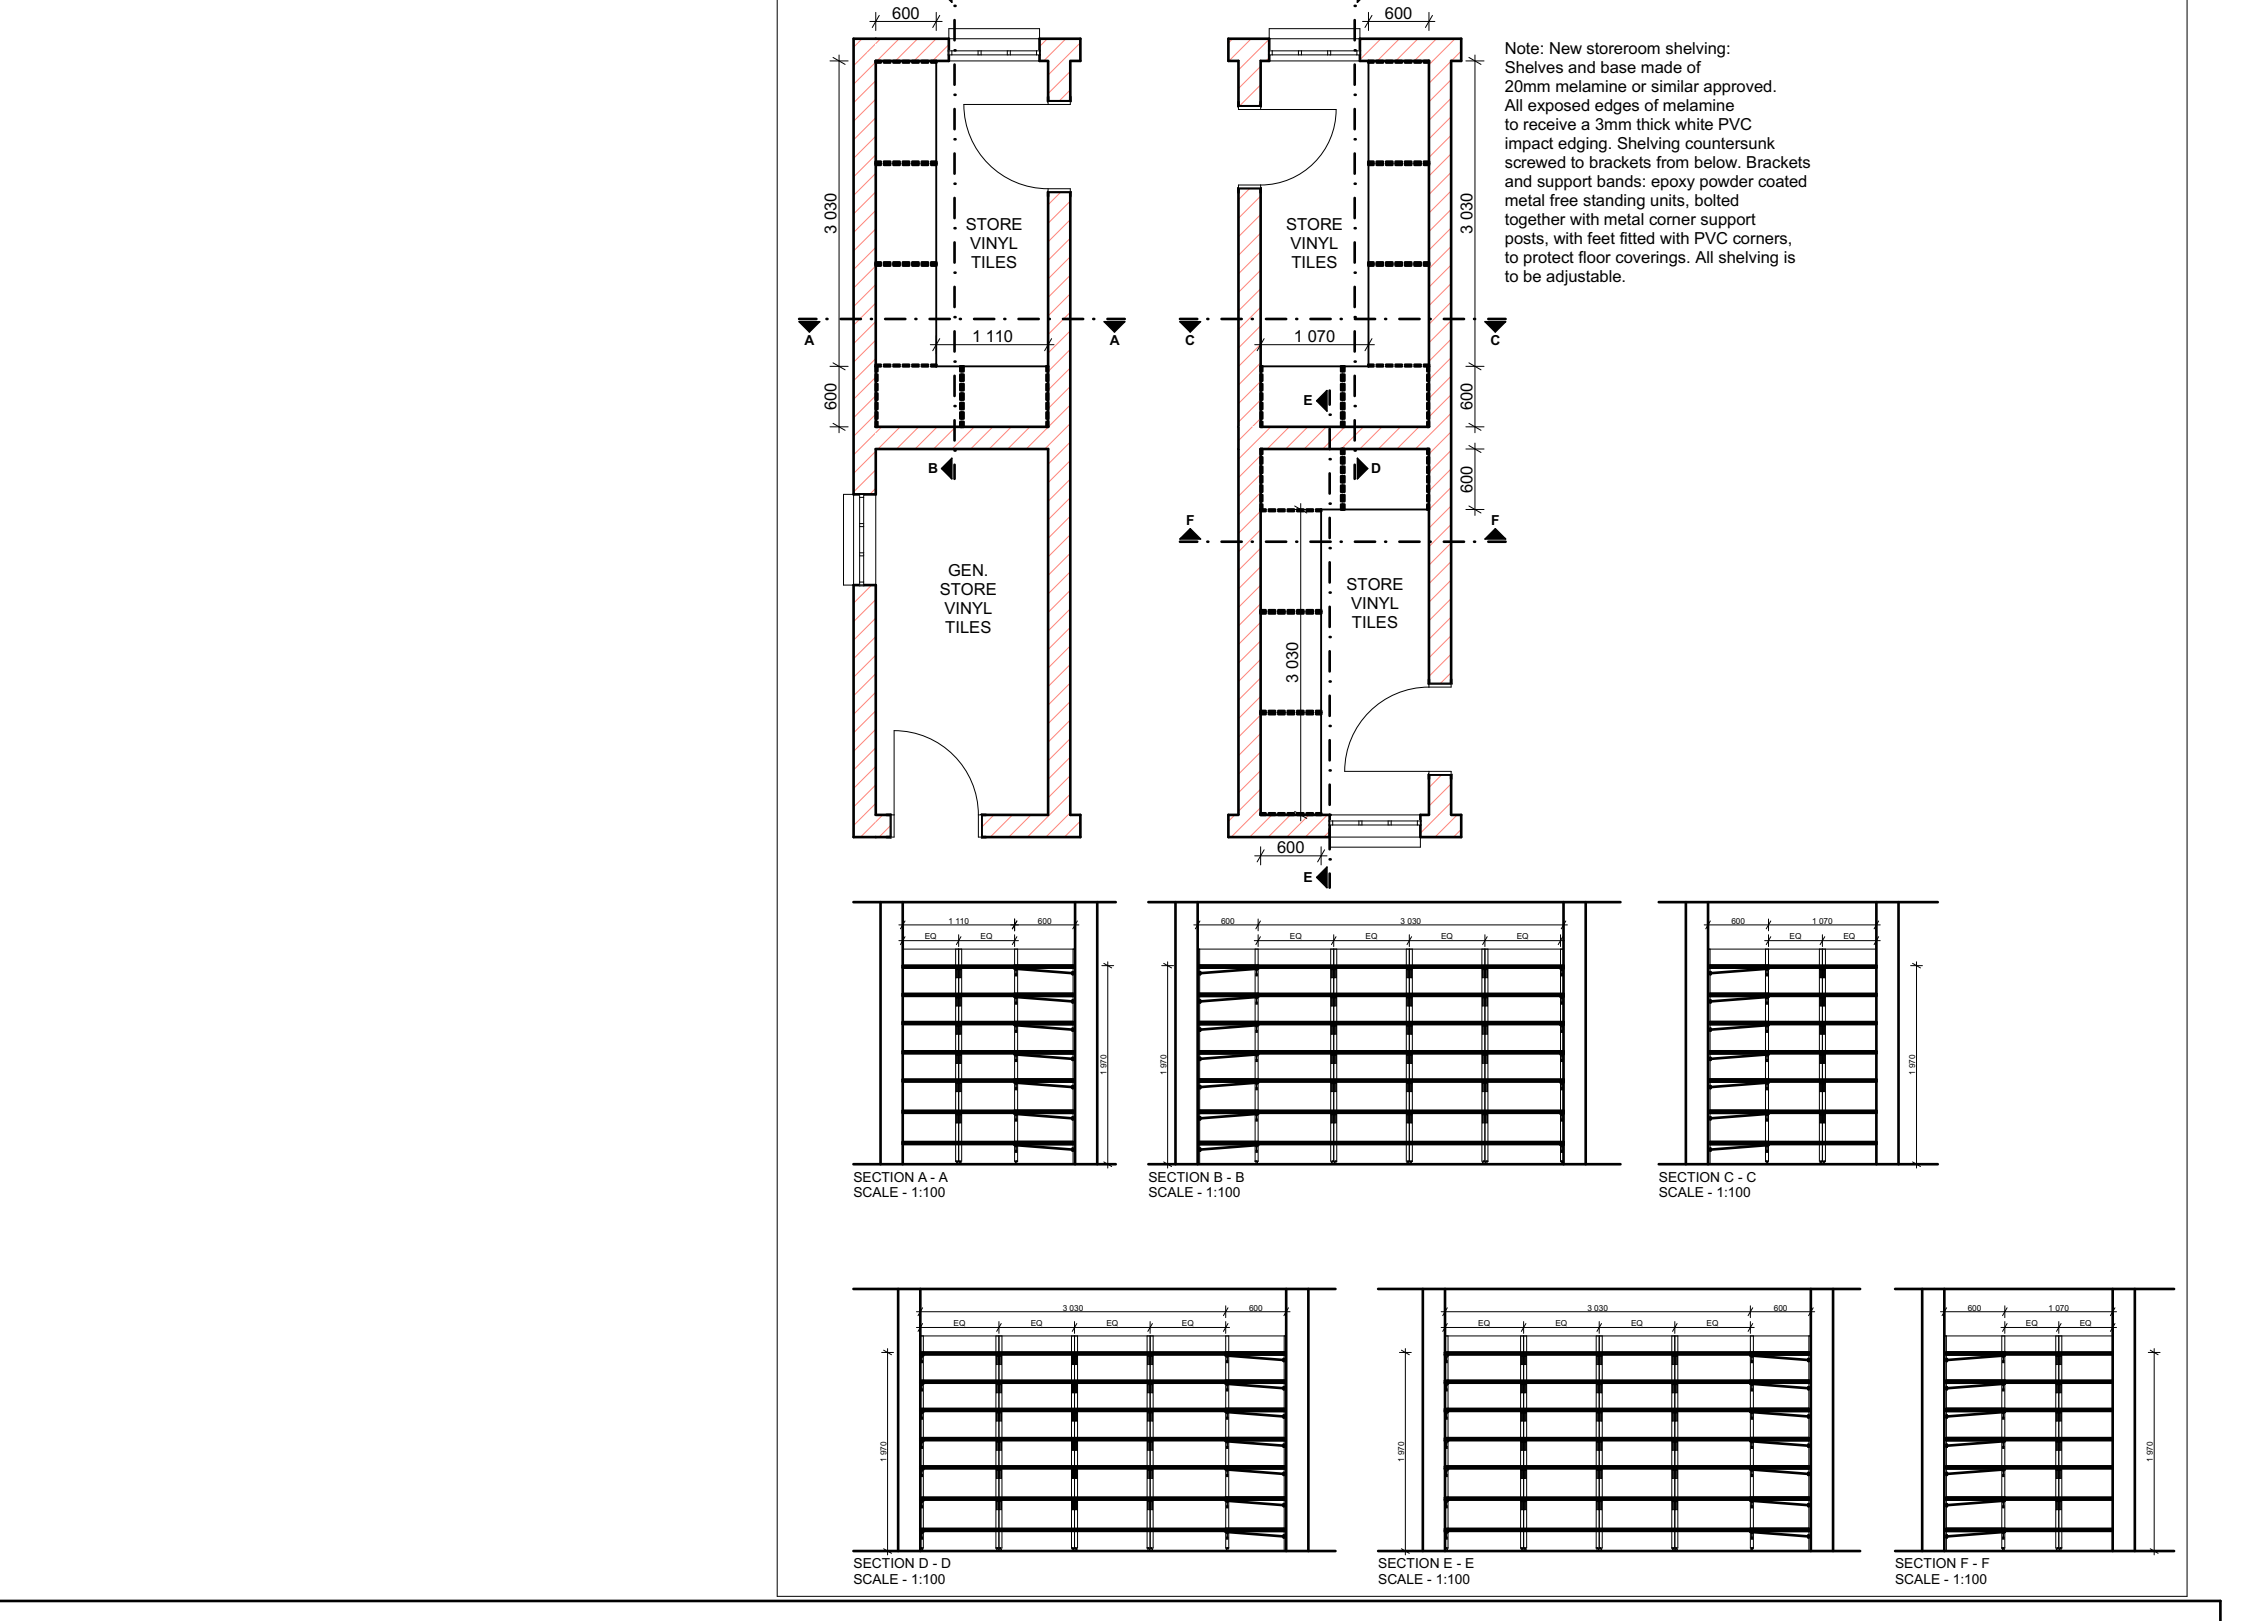 600
600
Note: New storeroom shelving:
Shelves and base made of
20mm melamine or similar approved.
All exposed edges of melamine
to receive a 3mm thick white PVC
impact edging. Shelving countersunk
screwed to brackets from below. Brackets
and support bands: epoxy powder coated
metal free standing units, bolted
together with metal corner support
posts, with feet fitted with PVC corners,
to protect floor coverings. All shelving is
to be adjustable.
3 030
STORE
VINYL
TILES
STORE
VINYL
TILES
3 030
A
1 110
A
C
1 070
C
600
E
600
B
D
600
F
F
GEN.
STORE
VINYL
TILES
STORE
VINYL
TILES
3 030
600
E
1 110
600
EQ
EQ
1 970
SECTION A - A
SCALE - 1:100
600
3 030
EQ
EQ
EQ
EQ
1 970
SECTION B - B
SCALE - 1:100
600
1 070
EQ
EQ
1 970
SECTION C - C
SCALE - 1:100
3 030
600
EQ
EQ
EQ
EQ
1 970
SECTION D - D
SCALE - 1:100
3 030
600
EQ
EQ
EQ
EQ
1 970
SECTION E - E
SCALE - 1:100
600
1 070
EQ
EQ
1 970
SECTION F - F
SCALE - 1:100